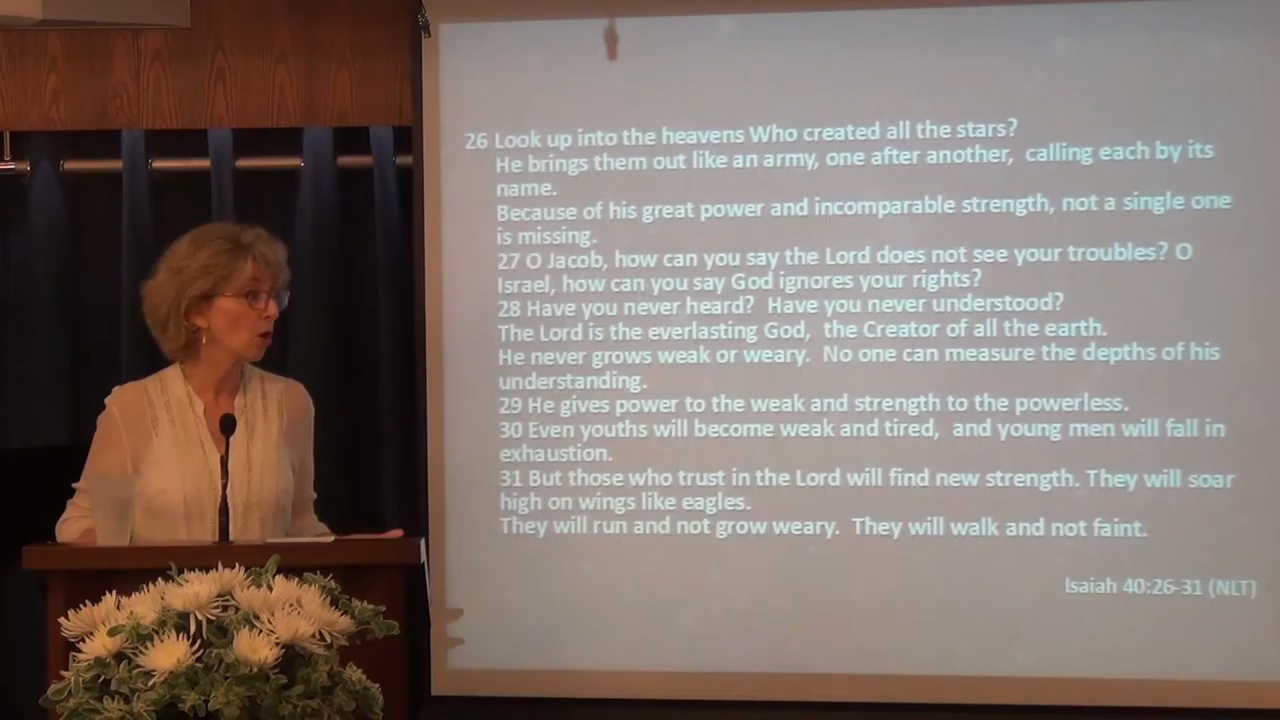 26 Look up into the heavens Who created all the stars?
He brings them out like an army, one after another, calling each by its
name.
Because of his great power and incomparable strength, not a single one
is missing.
27 O Jacob, how can you say the Lord does not see your troubles? O
Israel, how can you say God ignores your rights?
28 Have you never heard? Have you never understood?
The Lord is the everlasting God, the Creator of all the earth.
He never grows weak or weary. No one can measure the depths of his
understanding.
29 He gives power to the weak and strength to the powerless.
30 Even youths will become weak and tired, and young men will fall in
exhaustion.
31 But those who trust in the Lord will find new strength. They will soar
high on wings like eagles.
They will run and not grow weary. They will walk and not faint.
Isaiah 40:26-31 (NLT)